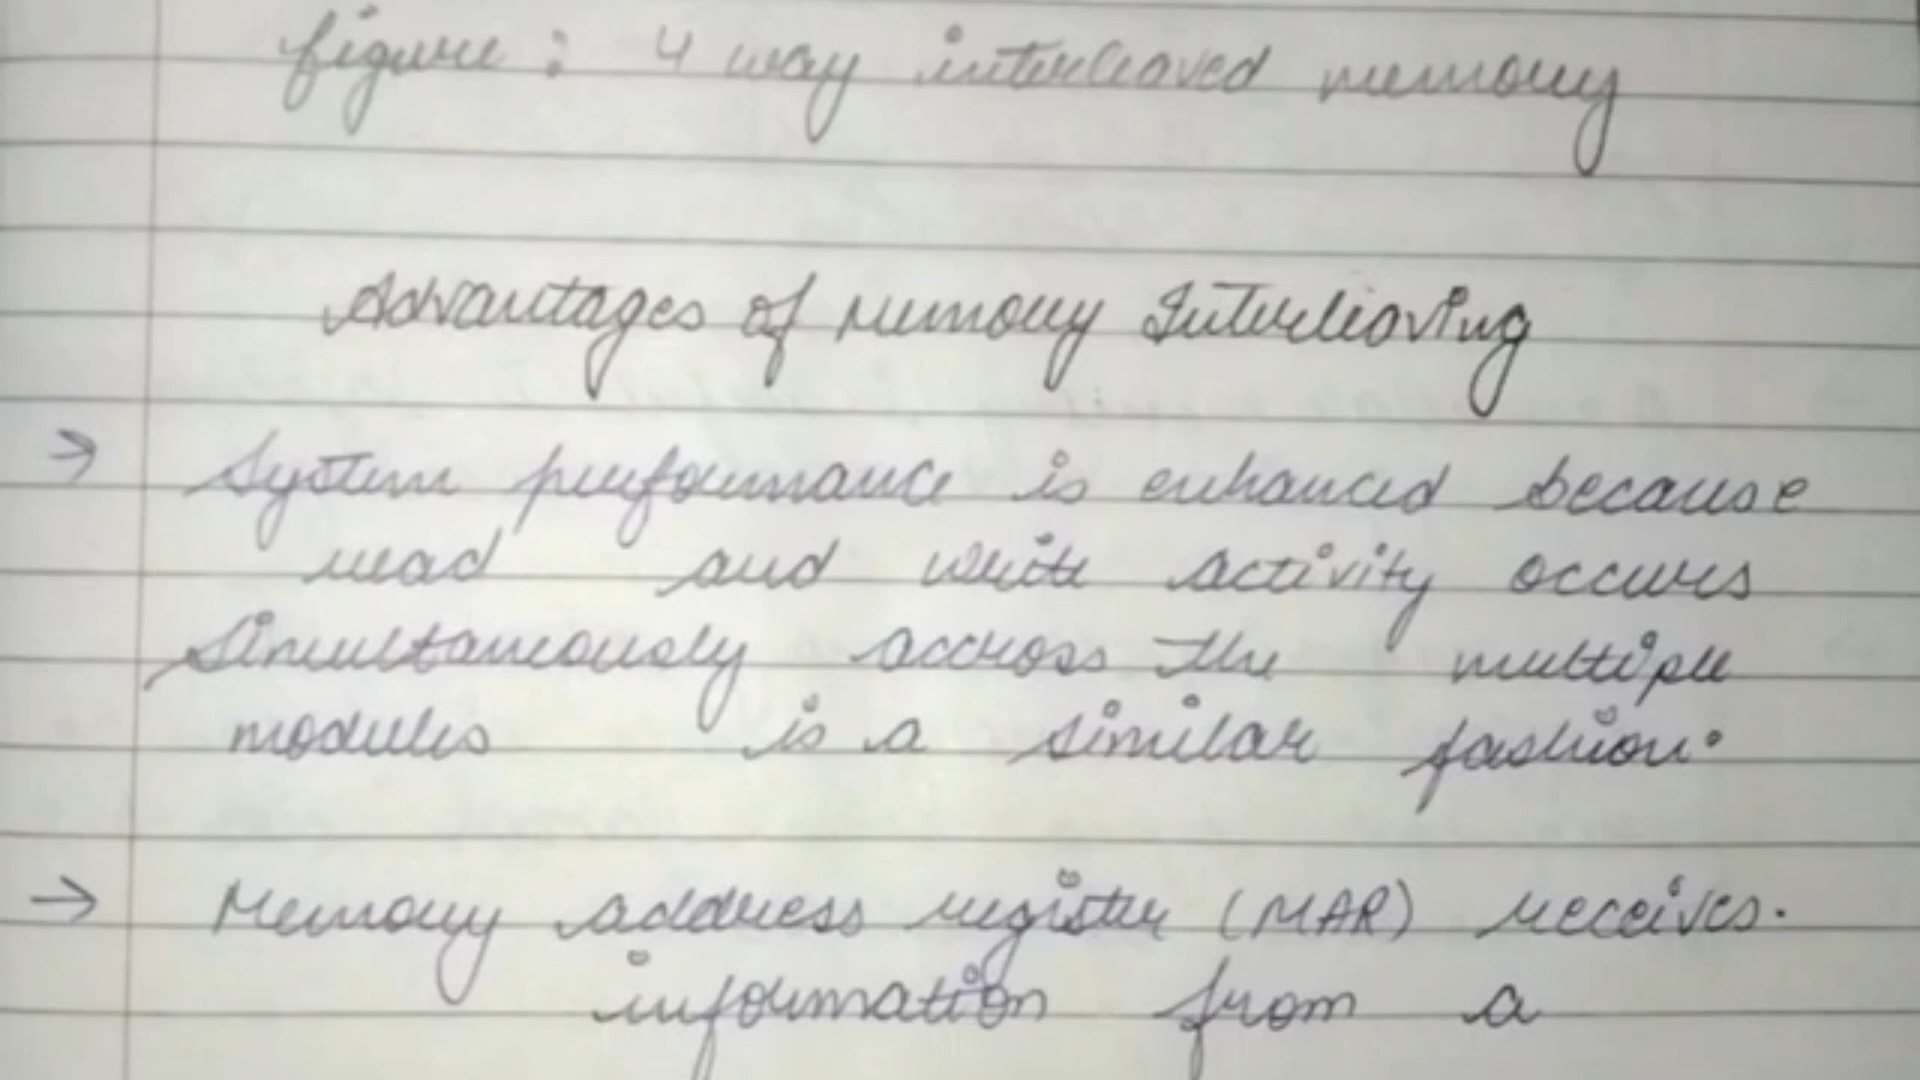 figure : 4 way interleaved memory
Advantages of Memory Interleaving
→ System performance is enhanced because
read and write activity occurs
simultaneously accross the multiple
modules is a similar fashion.
→ Memory address register (MAR) receives.
information from a